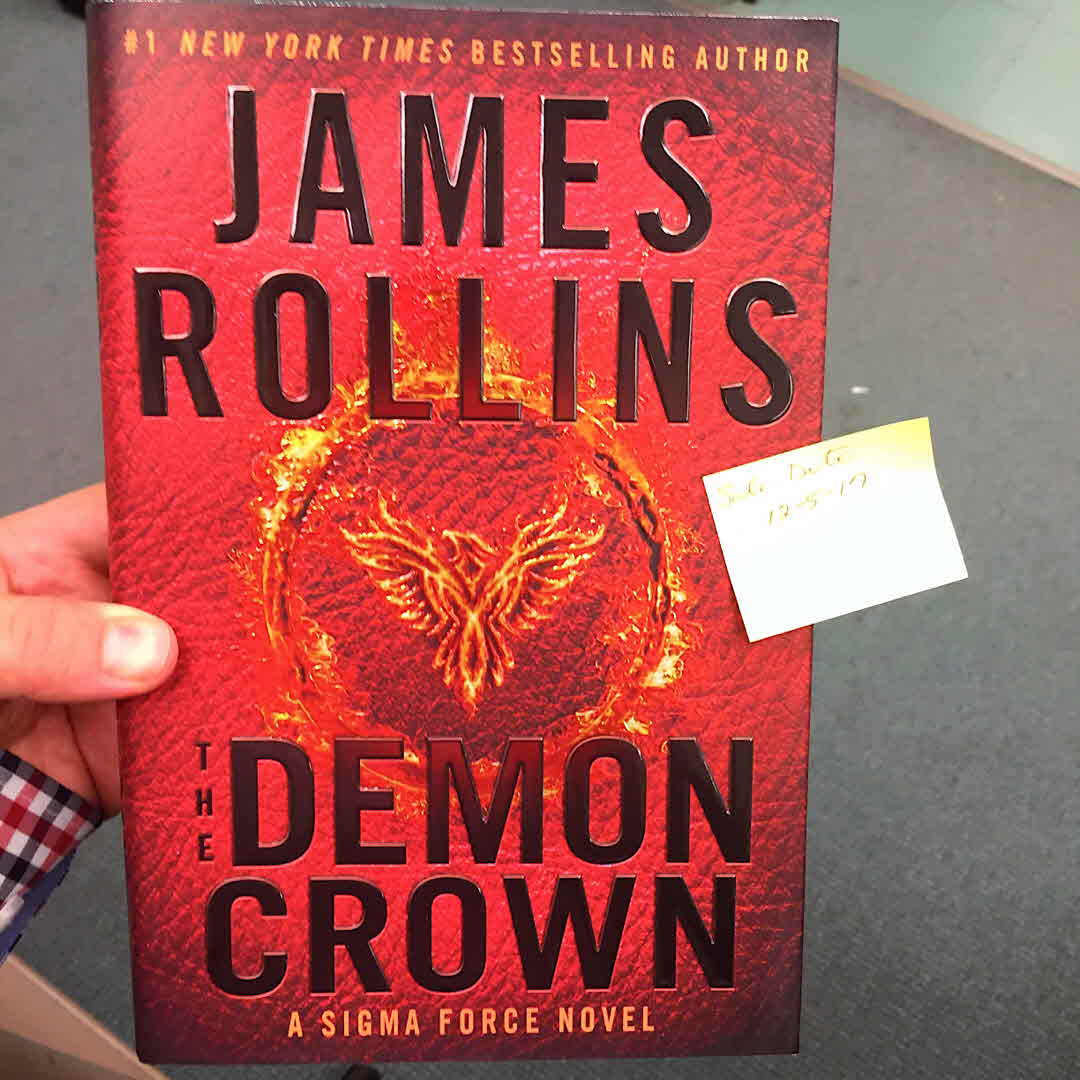 #1 NEW YORK TIMES BESTSELLING AUTHOR
JAMES
ROLLINS
Sale Date
12-5-17
THE
DEMON
CROWN
A SIGMA FORCE NOVEL